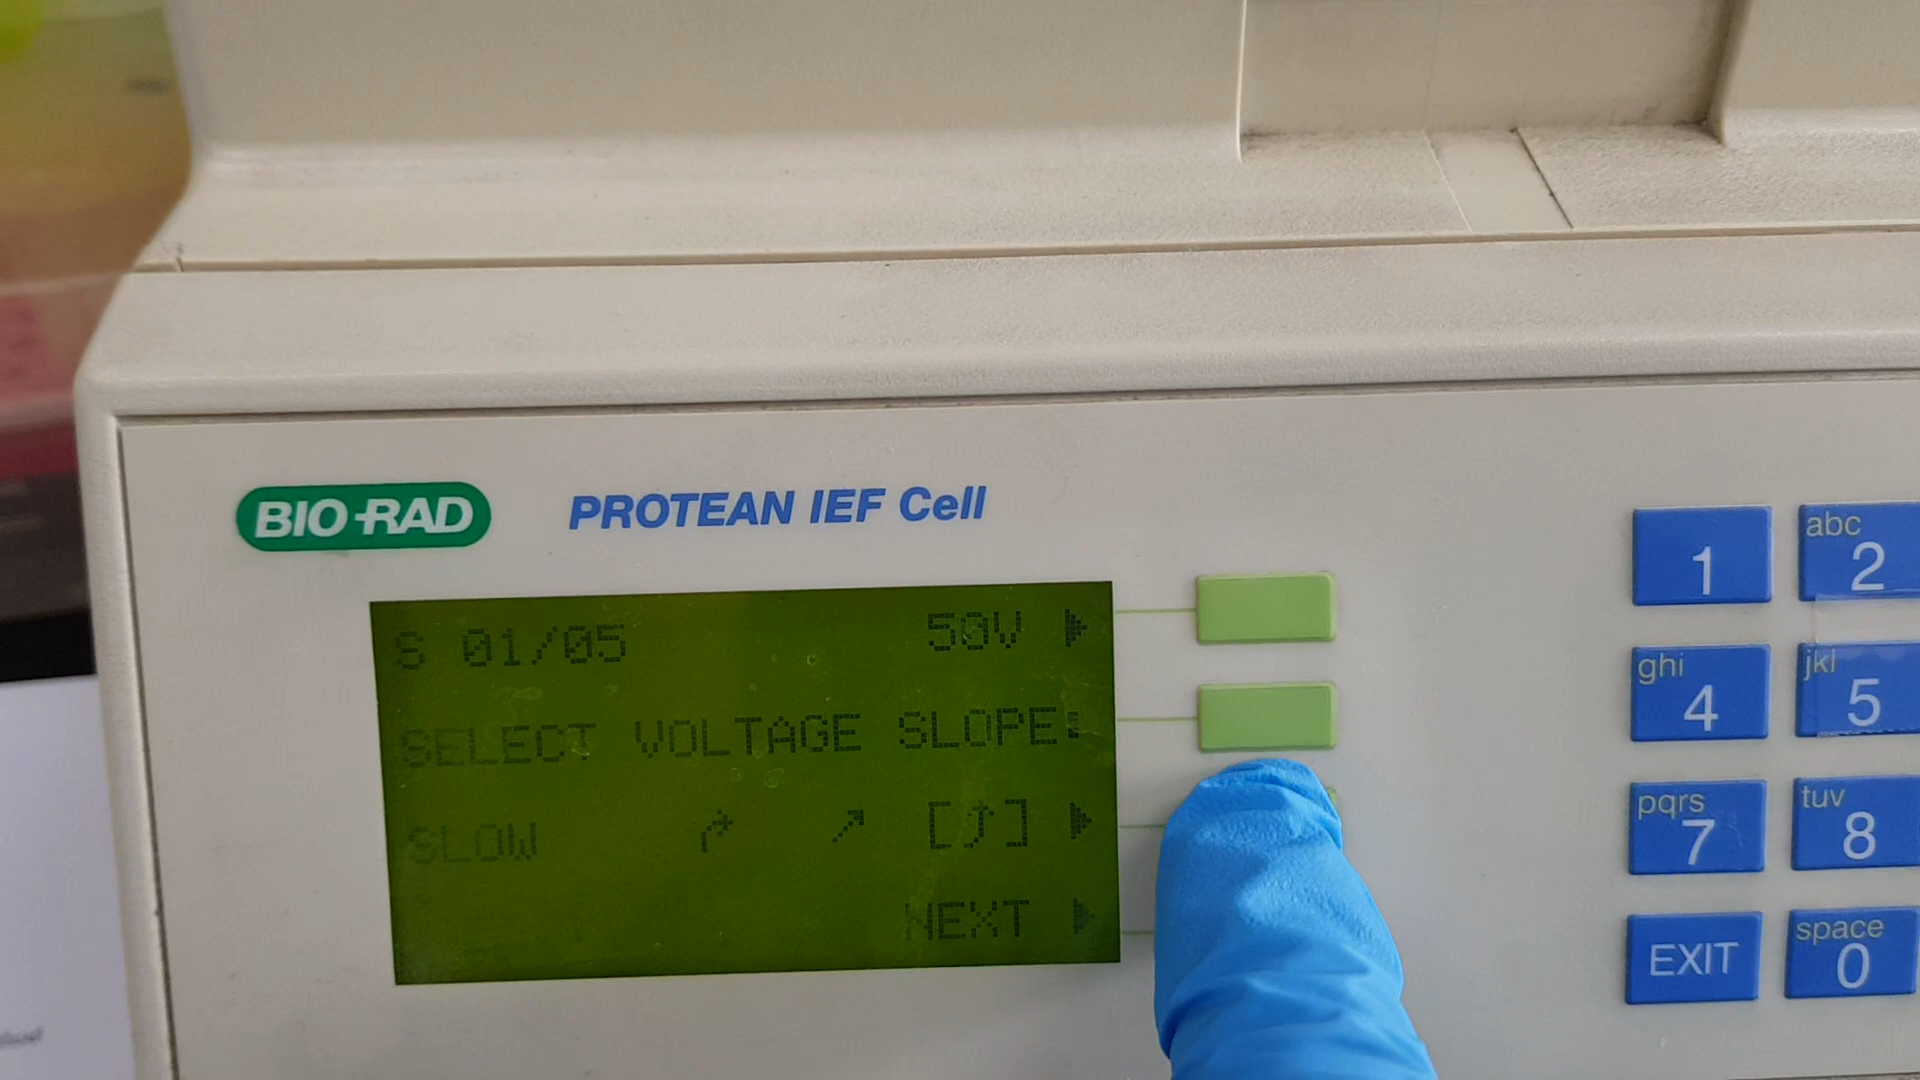 BIO-RAD PROTEAN IEF Cell
S 01/05 50V
SELECT VOLTAGE SLOPE:
SLOW [ ]
NEXT
1
abc 2
ghi 4
jkl 5
pqrs 7
tuv 8
EXIT
space 0